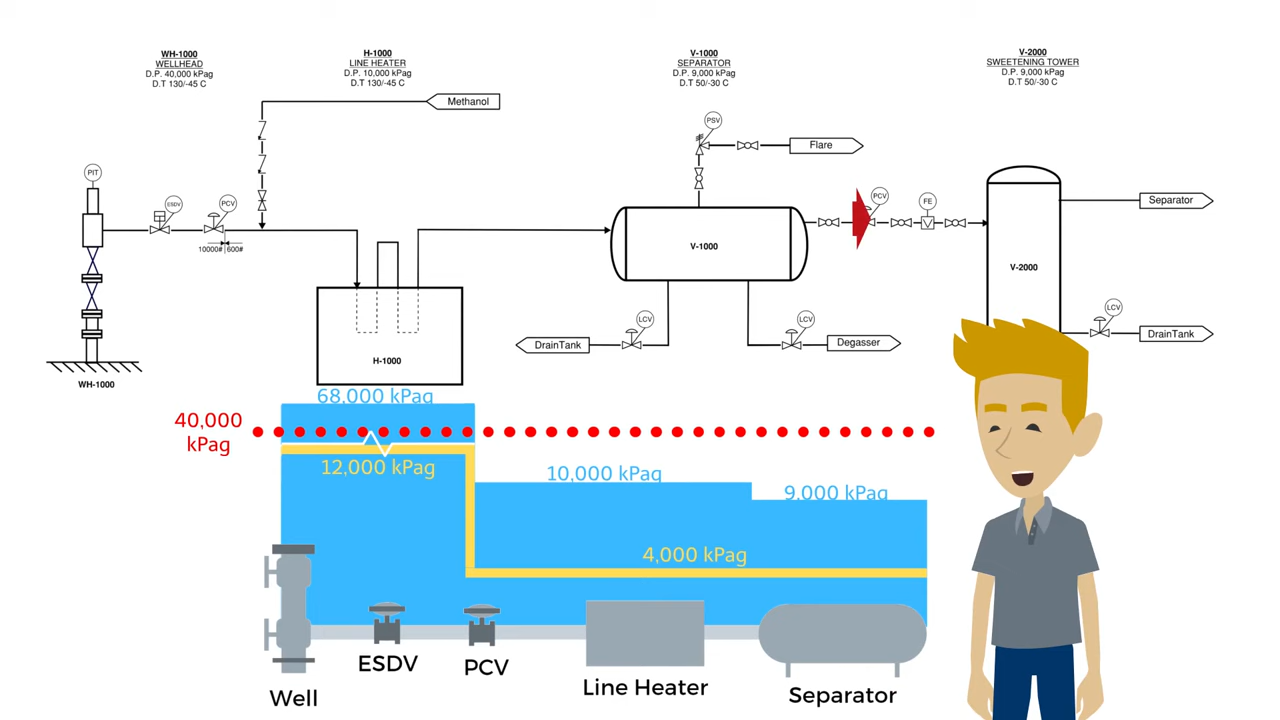 WH-1000
WELLHEAD
D.P. 40,000 kPag
D.T 130/-45 C
H-1000
LINE HEATER
D.P. 10,000 kPag
D.T 130/-45 C
V-1000
SEPARATOR
D.P. 9,000 kPag
D.T 50/-30 C
V-2000
SWEETENING TOWER
D.P. 9,000 kPag
D.T 50/-30 C
Methanol
PSV
Flare
PIT
ESDV
PCV
PCV
FE
Separator
10000# 600#
V-1000
V-2000
LCV
LCV
LCV
DrainTank
Degasser
DrainTank
H-1000
WH-1000
68,000 kPag
40,000
kPag
12,000 kPag
10,000 kPag
9,000 kPag
4,000 kPag
ESDV
PCV
Line Heater
Separator
Well